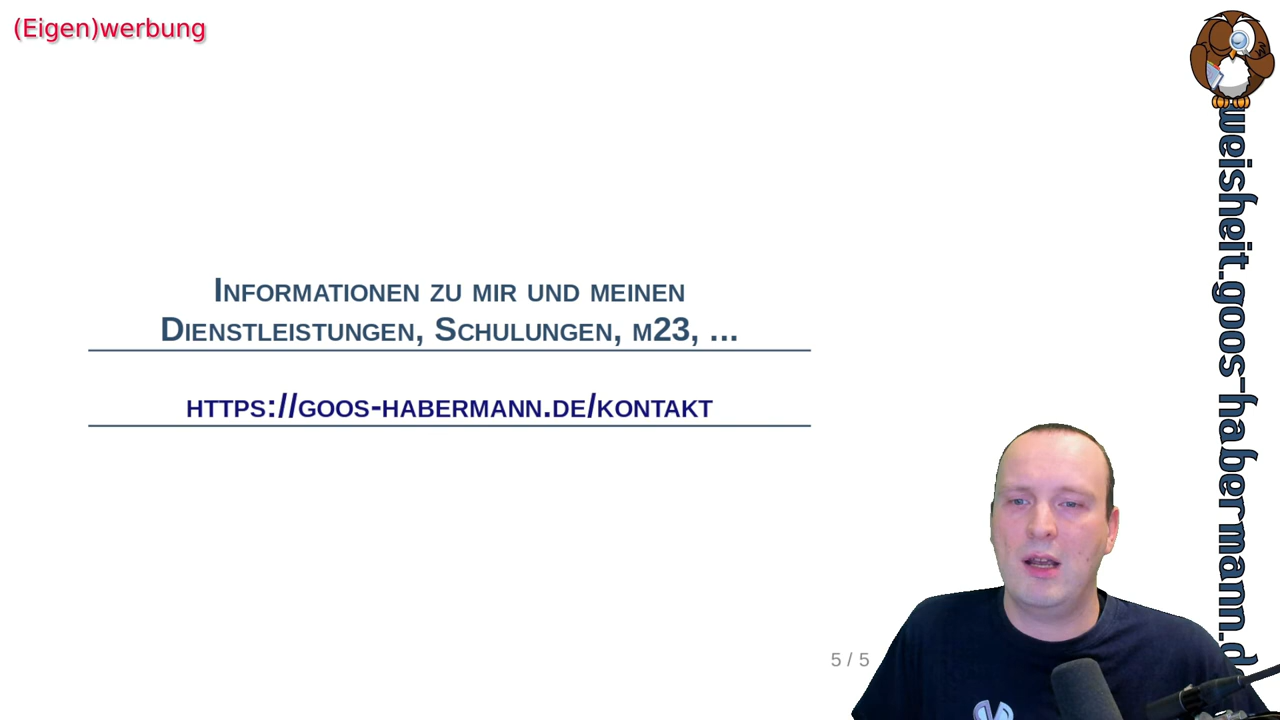 (Eigen)werbung
Informationen zu mir und meinen
Dienstleistungen, Schulungen, m23, ...
https://goos-habermann.de/kontakt
5 / 5
weisheit.goos-habermann.d